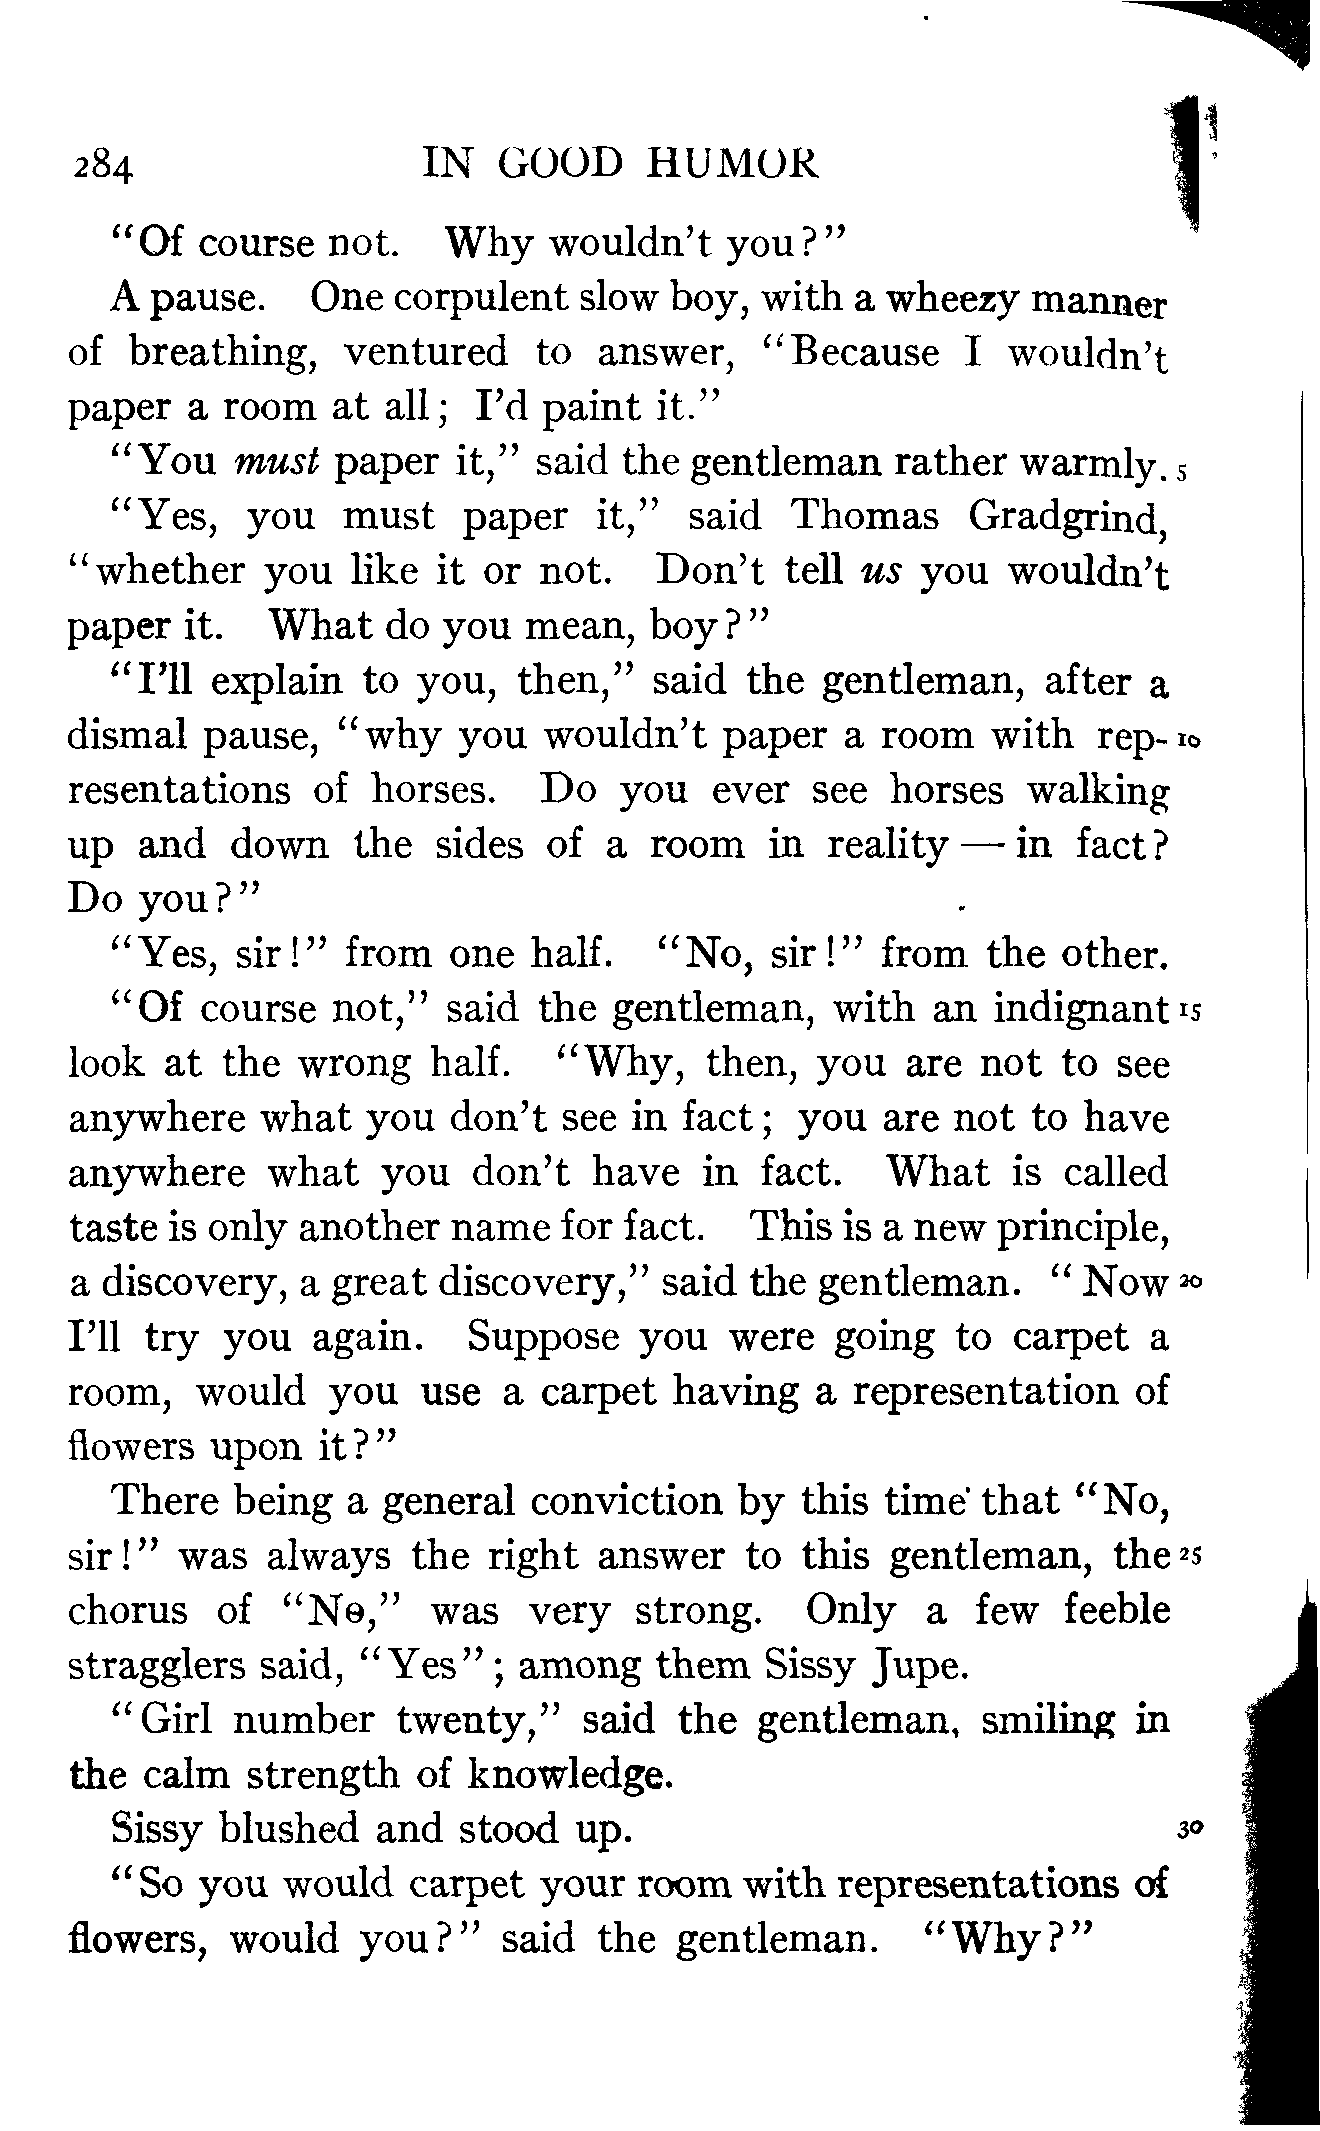 284 IN GOOD HUMOR
“Of course not. Why wouldn’t you?”
A pause. One corpulent slow boy, with a wheezy manner
of breathing, ventured to answer, “Because I wouldn’t
paper a room at all; I’d paint it.”
“You must paper it,” said the gentleman rather warmly. 5
“Yes, you must paper it,” said Thomas Gradgrind,
“whether you like it or not. Don’t tell us you wouldn’t
paper it. What do you mean, boy?”
“I’ll explain to you, then,” said the gentleman, after a
dismal pause, “why you wouldn’t paper a room with rep- 10
resentations of horses. Do you ever see horses walking
up and down the sides of a room in reality — in fact?
Do you?”
“Yes, sir!” from one half. “No, sir!” from the other.
“Of course not,” said the gentleman, with an indignant 15
look at the wrong half. “Why, then, you are not to see
anywhere what you don’t see in fact; you are not to have
anywhere what you don’t have in fact. What is called
taste is only another name for fact. This is a new principle,
a discovery, a great discovery,” said the gentleman. “Now 20
I’ll try you again. Suppose you were going to carpet a
room, would you use a carpet having a representation of
flowers upon it?”
There being a general conviction by this time that “No,
sir!” was always the right answer to this gentleman, the 25
chorus of “No,” was very strong. Only a few feeble
stragglers said, “Yes”; among them Sissy Jupe.
“Girl number twenty,” said the gentleman, smiling in
the calm strength of knowledge.
Sissy blushed and stood up. 30
“So you would carpet your room with representations of
flowers, would you?” said the gentleman. “Why?”